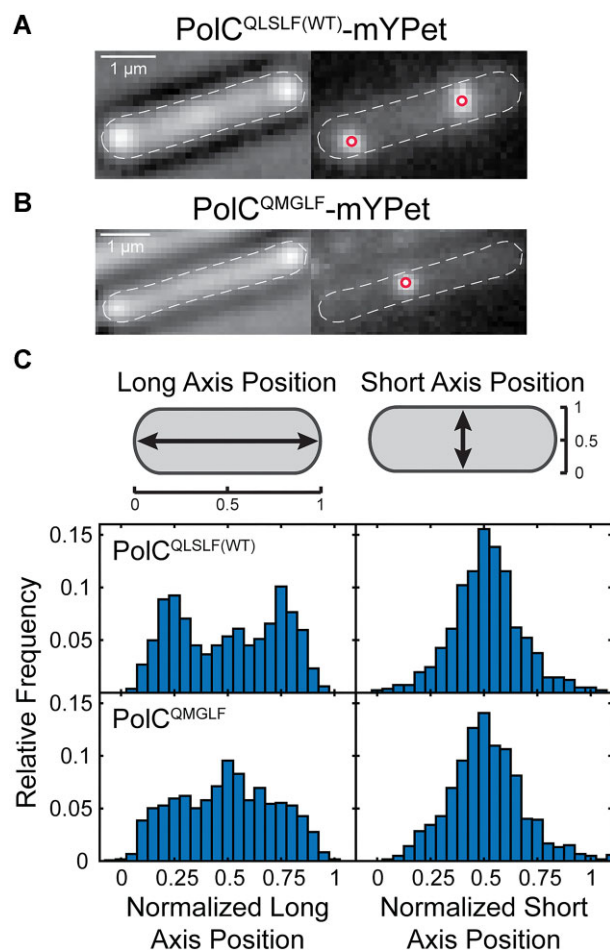 A
PolC^QLSLF(WT)-mYPet
1 μm
B
PolC^QMGLF-mYPet
1 μm
C
Long Axis Position
Short Axis Position
0
0.5
1
1
0.5
0
Relative Frequency
0.15
0.1
0.05
PolC^QLSLF(WT)
0.15
0.1
0.05
0
PolC^QMGLF
0 0.25 0.5 0.75 1
0 0.25 0.5 0.75 1
Normalized Long
Axis Position
Normalized Short
Axis Position